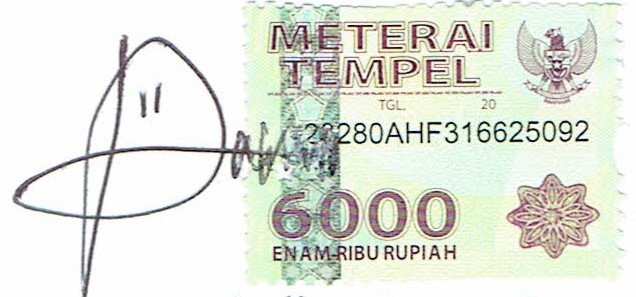 METERAI
TEMPEL
TGL. 20
280AHF316625092
6000
ENAM RIBU RUPIAH